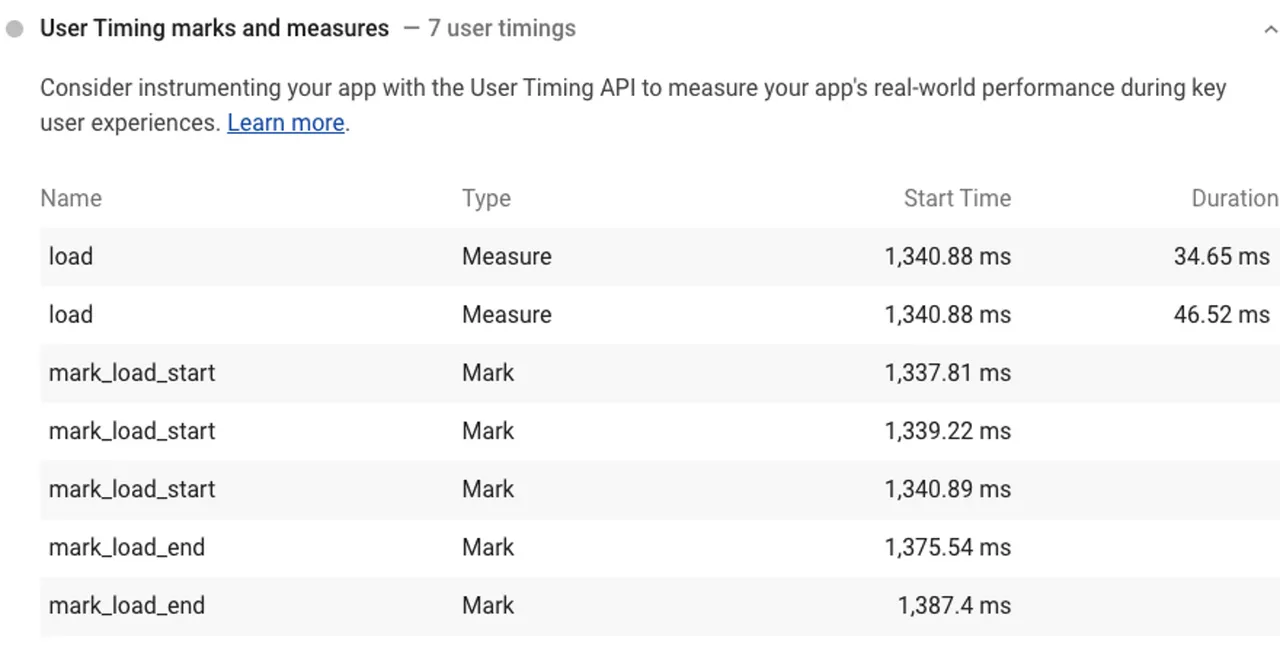 User Timing marks and measures — 7 user timings
Consider instrumenting your app with the User Timing API to measure your app's real-world performance during key
user experiences. Learn more.
Name Type Start Time Duration
load Measure 1,340.88 ms 34.65 ms
load Measure 1,340.88 ms 46.52 ms
mark_load_start Mark 1,337.81 ms
mark_load_start Mark 1,339.22 ms
mark_load_start Mark 1,340.89 ms
mark_load_end Mark 1,375.54 ms
mark_load_end Mark 1,387.4 ms